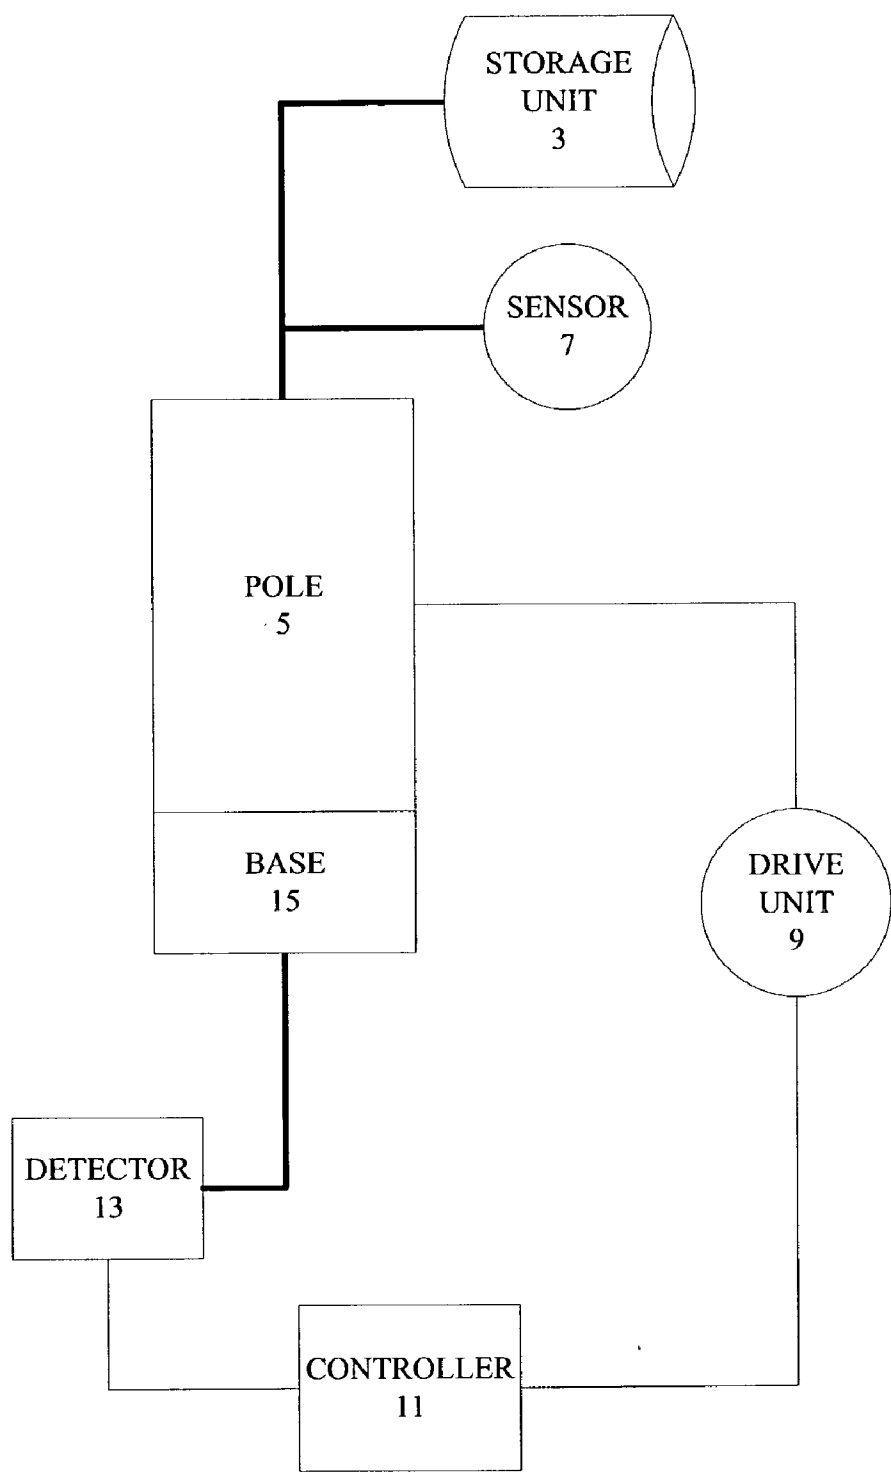 STORAGE
UNIT
3
SENSOR
7
POLE
5
BASE
15
DRIVE
UNIT
9
DETECTOR
13
CONTROLLER
11